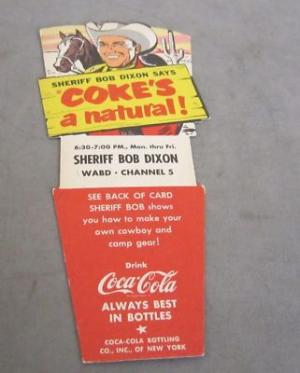 SHERIFF BOB DIXON SAYS
"COKE'S
a natural!
6:30-7:00 P.M., Mon. thru Fri.
SHERIFF BOB DIXON
WABD • CHANNEL 5
SEE BACK OF CARD
SHERIFF BOB shows
you how to make your
own cowboy and
camp gear!
Drink
Coca-Cola
ALWAYS BEST
IN BOTTLES
★
COCA-COLA BOTTLING
CO., INC., OF NEW YORK